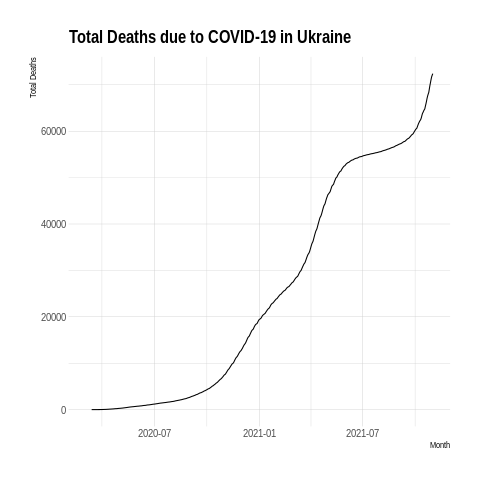 Total Deaths due to COVID-19 in Ukraine
Total Deaths
60000
40000
20000
0
2020-07 2021-01 2021-07
Month